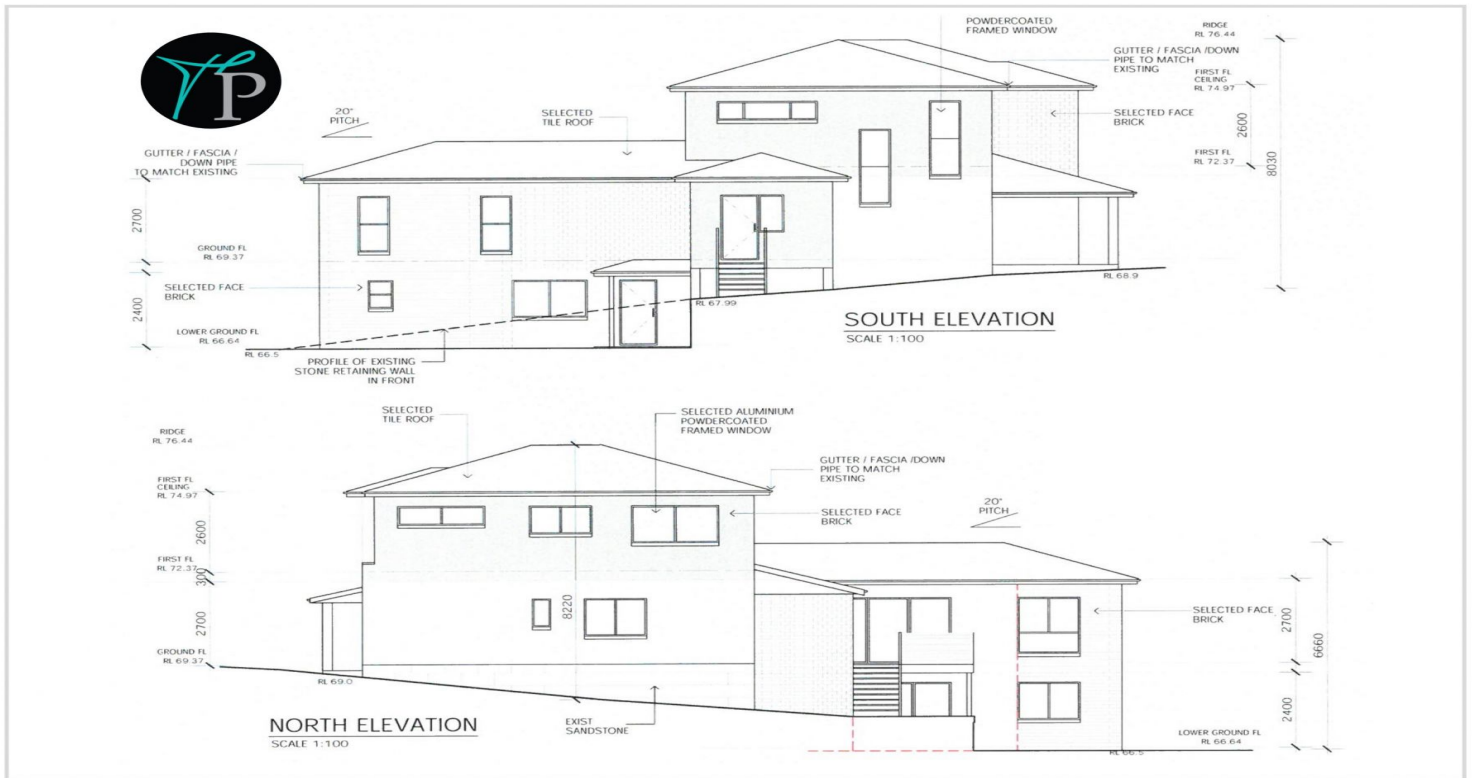 P
POWDERCOATED
FRAMED WINDOW
RIDGE
RL 76.44
GUTTER / FASCIA /DOWN
PIPE TO MATCH
EXISTING
FIRST FL
CEILING
RL 74.97
SELECTED FACE
BRICK
2600
FIRST FL
RL 72.37
8030
20°
PITCH
SELECTED
TILE ROOF
GUTTER / FASCIA /
DOWN PIPE
TO MATCH EXISTING
2700
GROUND FL
RL 69.37
SELECTED FACE
BRICK
2400
LOWER GROUND FL
RL 66.64
RL 66.5
PROFILE OF EXISTING
STONE RETAINING WALL
IN FRONT
RL 67.99
RL 68.9
SOUTH ELEVATION
SCALE 1:100
SELECTED
TILE ROOF
SELECTED ALUMINIUM
POWDERCOATED
FRAMED WINDOW
RIDGE
RL 76.44
GUTTER / FASCIA /DOWN
PIPE TO MATCH
EXISTING
FIRST FL
CEILING
RL 74.97
SELECTED FACE
BRICK
20°
PITCH
2600
FIRST FL
RL 72.37
300
2700
8220
GROUND FL
RL 69.37
RL 69.0
SELECTED FACE
BRICK
2700
6660
2400
NORTH ELEVATION
SCALE 1:100
EXIST
SANDSTONE
LOWER GROUND FL
RL 66.64
RL 66.5